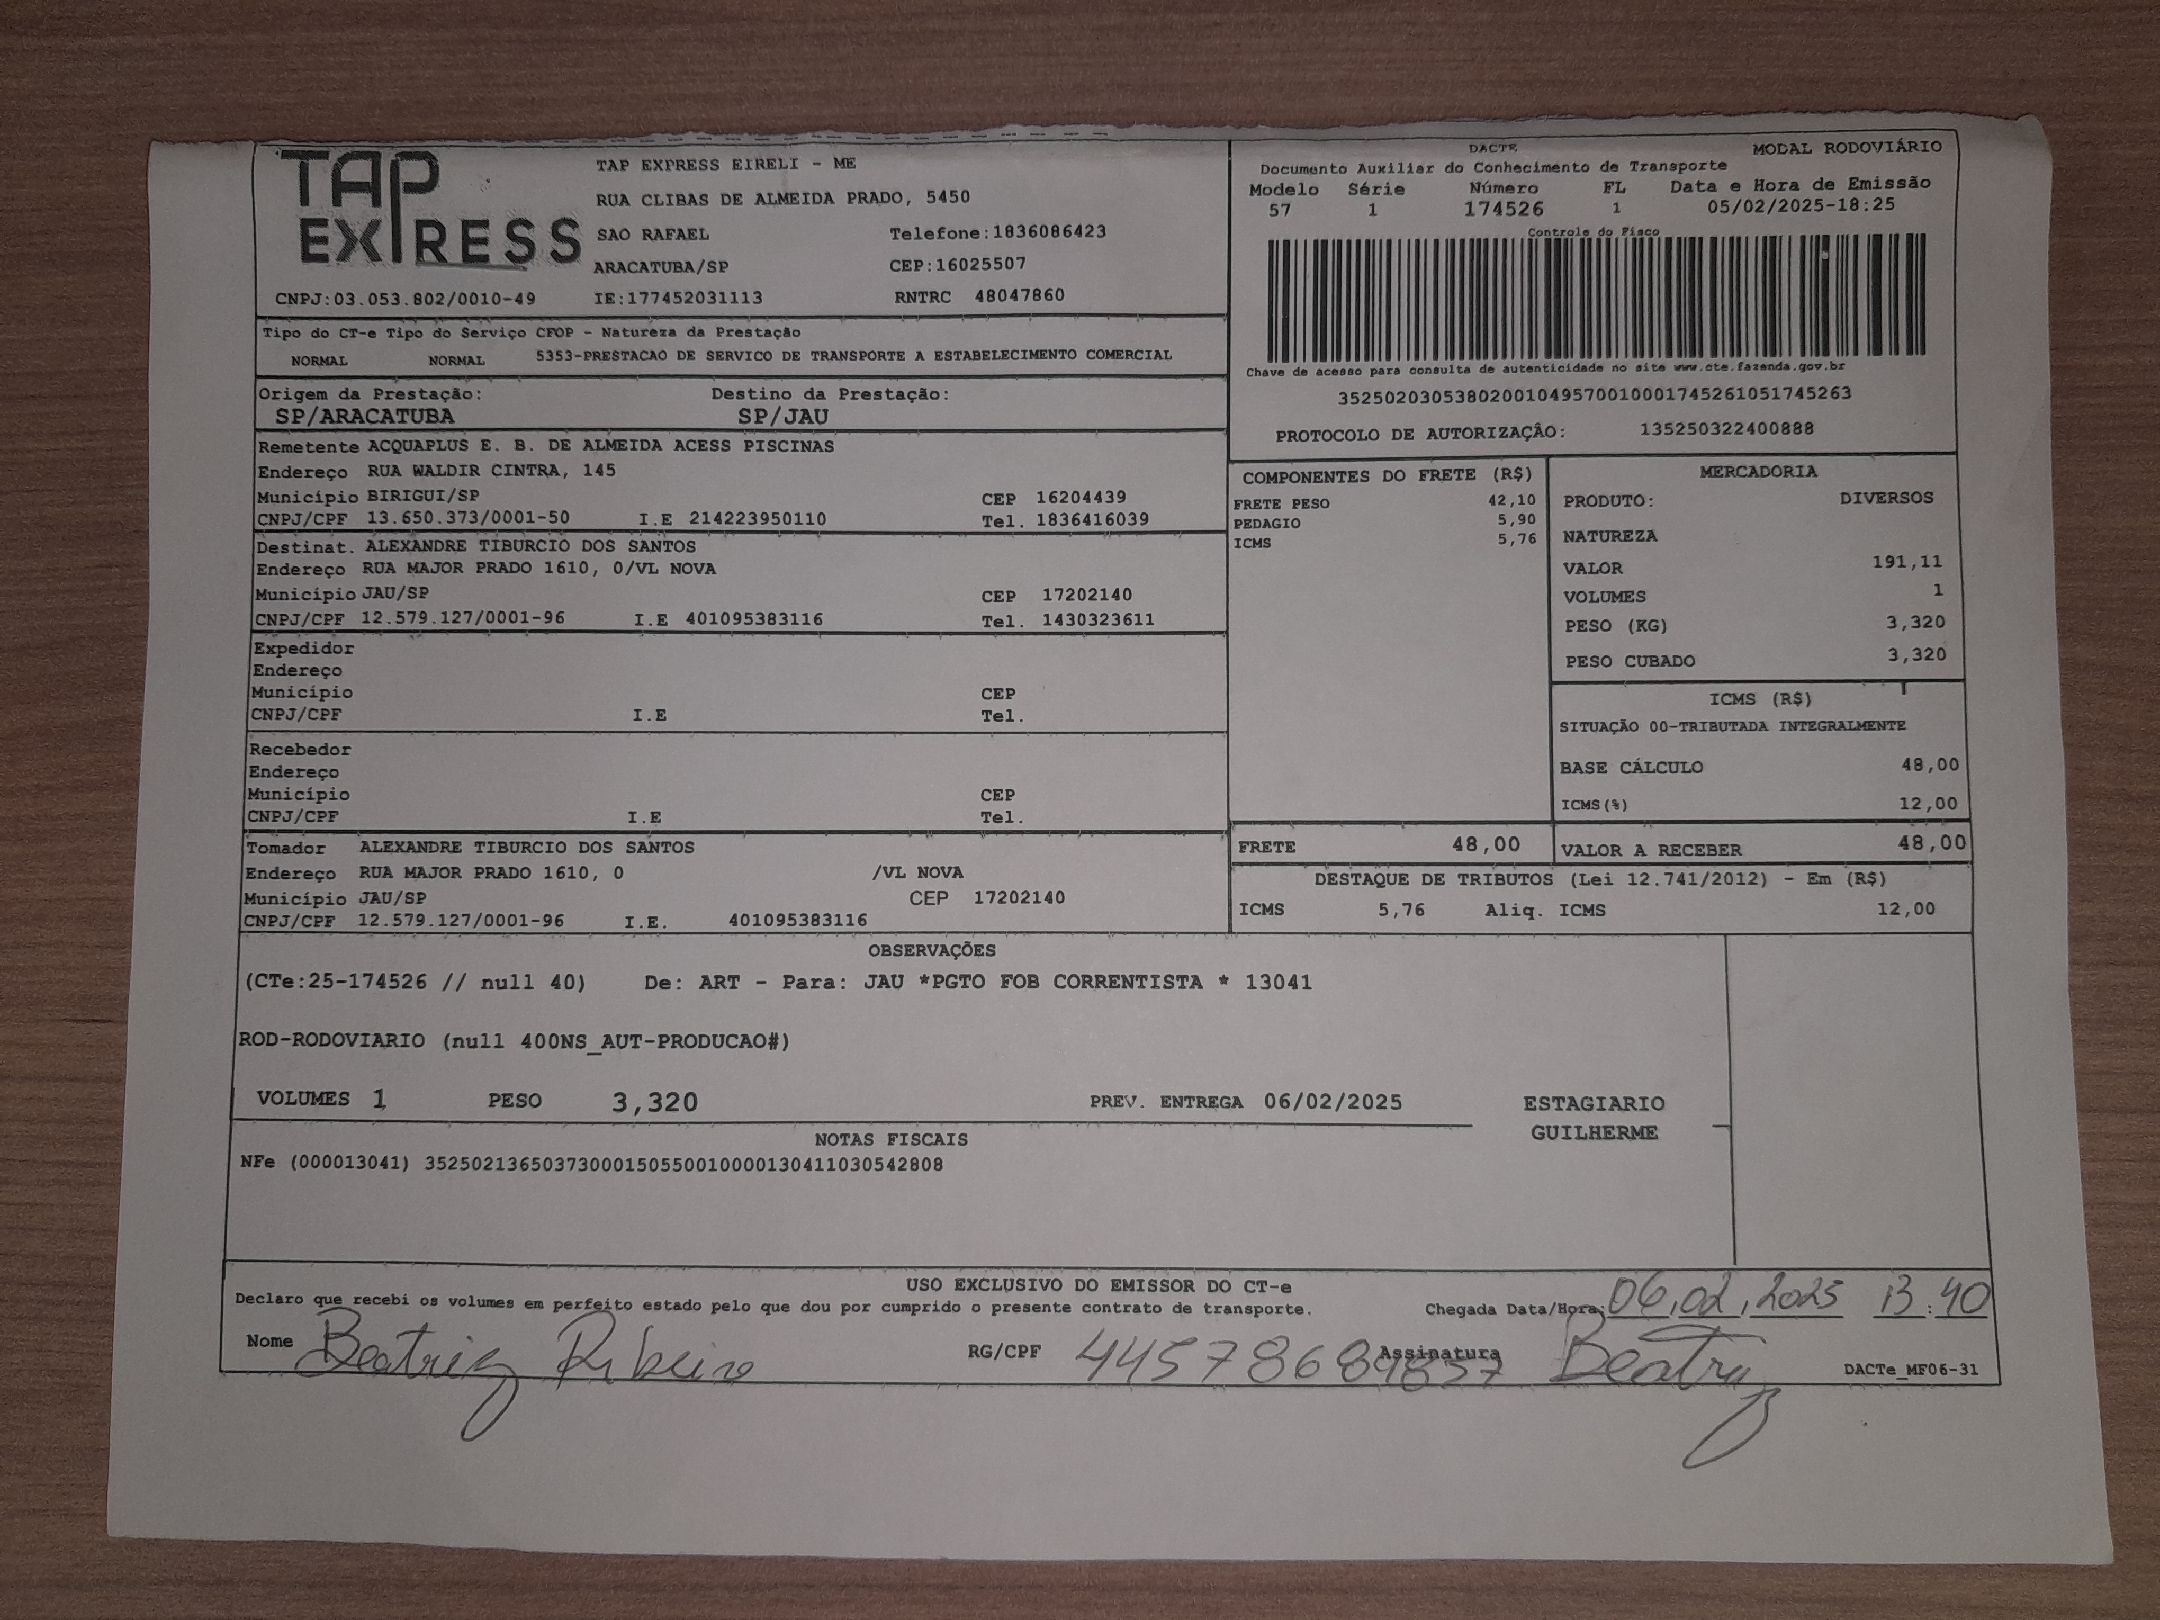 TAP EXPRESS
TAP EXPRESS EIRELI - ME
RUA CLIBAS DE ALMEIDA PRADO, 5450
SAO RAFAEL Telefone:1836086423
ARACATUBA/SP CEP:16025507
CNPJ:03.053.802/0010-49 IE:177452031113 RNTRC 48047860
DACTE MODAL RODOVIÁRIO
Documento Auxiliar do Conhecimento de Transporte
Modelo Série Número FL Data e Hora de Emissão
57 1 174526 1 05/02/2025-18:25
Controle do Fisco
Chave de acesso para consulta de autenticidade no site www.cte.fazenda.gov.br
35250203053802001049570010001745261051745263
PROTOCOLO DE AUTORIZAÇÂO: 135250322400888
Tipo do CT-e Tipo do Serviço CFOP - Natureza da Prestação
NORMAL NORMAL 5353-PRESTACAO DE SERVICO DE TRANSPORTE A ESTABELECIMENTO COMERCIAL
Origem da Prestação: Destino da Prestação:
SP/ARACATUBA SP/JAU
Remetente ACQUAPLUS E. B. DE ALMEIDA ACESS PISCINAS
Endereço RUA WALDIR CINTRA, 145
Município BIRIGUI/SP CEP 16204439
CNPJ/CPF 13.650.373/0001-50 I.E 214223950110 Tel. 1836416039
Destinat. ALEXANDRE TIBURCIO DOS SANTOS
Endereço RUA MAJOR PRADO 1610, 0/VL NOVA
Município JAU/SP CEP 17202140
CNPJ/CPF 12.579.127/0001-96 I.E 401095383116 Tel. 1430323611
Expedidor
Endereço
Município CEP
CNPJ/CPF I.E Tel.
Recebedor
Endereço
Município CEP
CNPJ/CPF I.E Tel.
Tomador ALEXANDRE TIBURCIO DOS SANTOS
Endereço RUA MAJOR PRADO 1610, 0 /VL NOVA
Município JAU/SP CEP 17202140
CNPJ/CPF 12.579.127/0001-96 I.E. 401095383116
COMPONENTES DO FRETE (R$)
FRETE PESO 42,10
PEDAGIO 5,90
ICMS 5,76
MERCADORIA
PRODUTO: DIVERSOS
NATUREZA
VALOR 191,11
VOLUMES 1
PESO (KG) 3,320
PESO CUBADO 3,320
ICMS (R$)
SITUAÇÃO 00-TRIBUTADA INTEGRALMENTE
BASE CÁLCULO 48,00
ICMS(%) 12,00
FRETE 48,00 VALOR A RECEBER 48,00
DESTAQUE DE TRIBUTOS (Lei 12.741/2012) - Em (R$)
ICMS 5,76 Aliq. ICMS 12,00
OBSERVAÇÕES
(CTe:25-174526 // null 40) De: ART - Para: JAU *PGTO FOB CORRENTISTA * 13041
ROD-RODOVIARIO (null 400NS_AUT-PRODUCAO#)
VOLUMES 1 PESO 3,320 PREV. ENTREGA 06/02/2025 ESTAGIARIO
GUILHERME
NOTAS FISCAIS
NFe (000013041) 35250213650373000150550010000130411030542808
USO EXCLUSIVO DO EMISSOR DO CT-e
Declaro que recebi os volumes em perfeito estado pelo que dou por cumprido o presente contrato de transporte. Chegada Data/Hora: 06.02.2025 13:40
Nome Beatriz Ribeiro RG/CPF 44578684857 Assinatura Beatriz DACTe_MF06-31